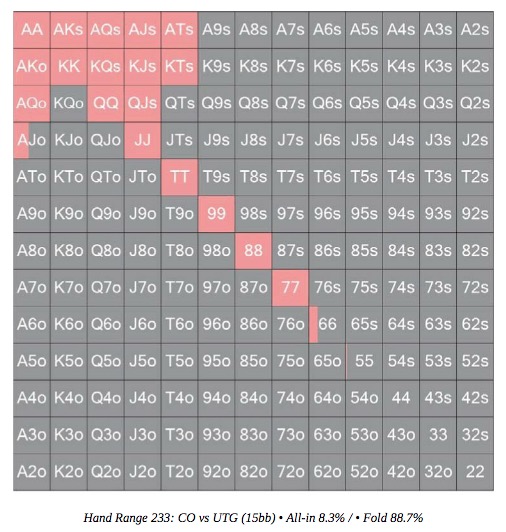 AA AKs AQs AJs ATs A9s A8s A7s A6s A5s A4s A3s A2s
AKo KK KQs KJs KTs K9s K8s K7s K6s K5s K4s K3s K2s
AQo KQo QQ QJs QTs Q9s Q8s Q7s Q6s Q5s Q4s Q3s Q2s
AJo KJo QJo JJ JTs J9s J8s J7s J6s J5s J4s J3s J2s
ATo KTo QTo JTo TT T9s T8s T7s T6s T5s T4s T3s T2s
A9o K9o Q9o J9o T9o 99 98s 97s 96s 95s 94s 93s 92s
A8o K8o Q8o J8o T8o 98o 88 87s 86s 85s 84s 83s 82s
A7o K7o Q7o J7o T7o 97o 87o 77 76s 75s 74s 73s 72s
A6o K6o Q6o J6o T6o 96o 86o 76o 66 65s 64s 63s 62s
A5o K5o Q5o J5o T5o 95o 85o 75o 65o 55 54s 53s 52s
A4o K4o Q4o J4o T4o 94o 84o 74o 64o 54o 44 43s 42s
A3o K3o Q3o J3o T3o 93o 83o 73o 63o 53o 43o 33 32s
A2o K2o Q2o J2o T2o 92o 82o 72o 62o 52o 42o 32o 22
Hand Range 233: CO vs UTG (15bb) • All-in 8.3% / • Fold 88.7%